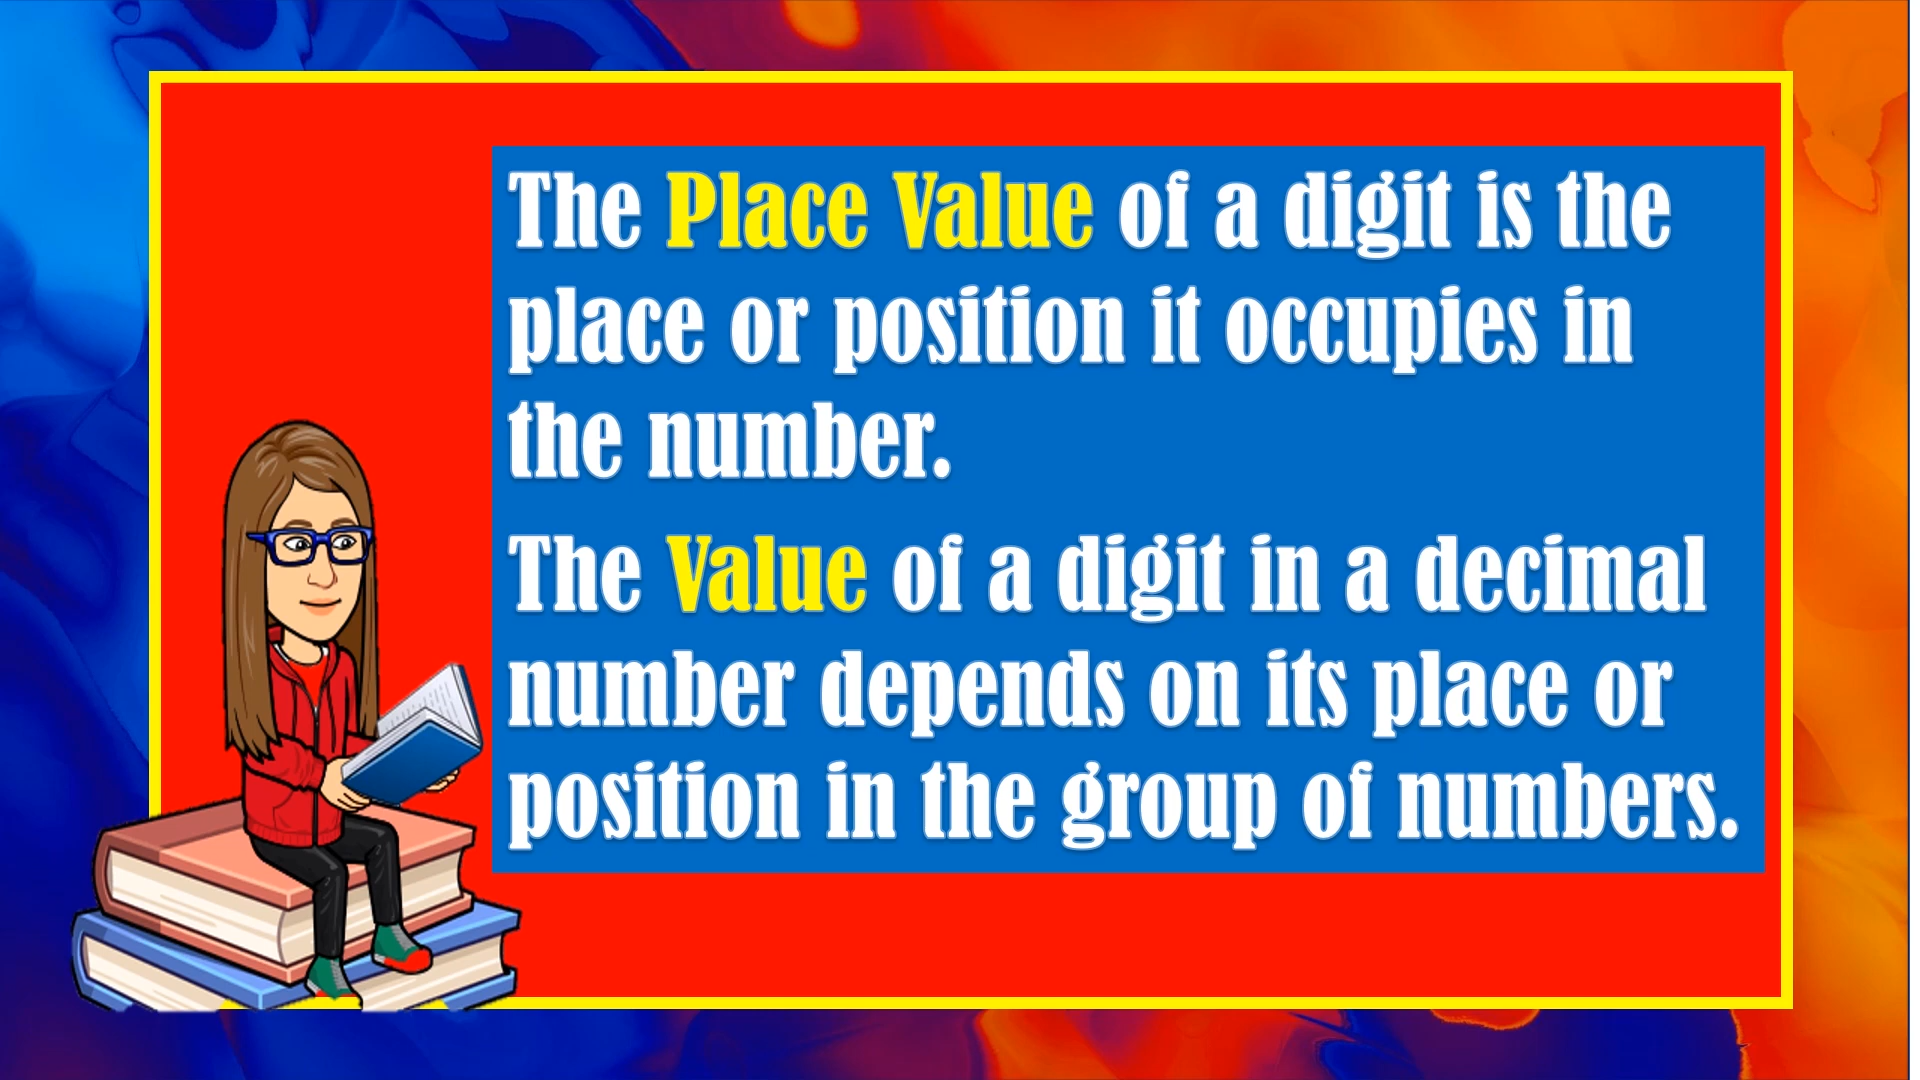 The Place Value of a digit is the
place or position it occupies in
the number.
The Value of a digit in a decimal
number depends on its place or
position in the group of numbers.